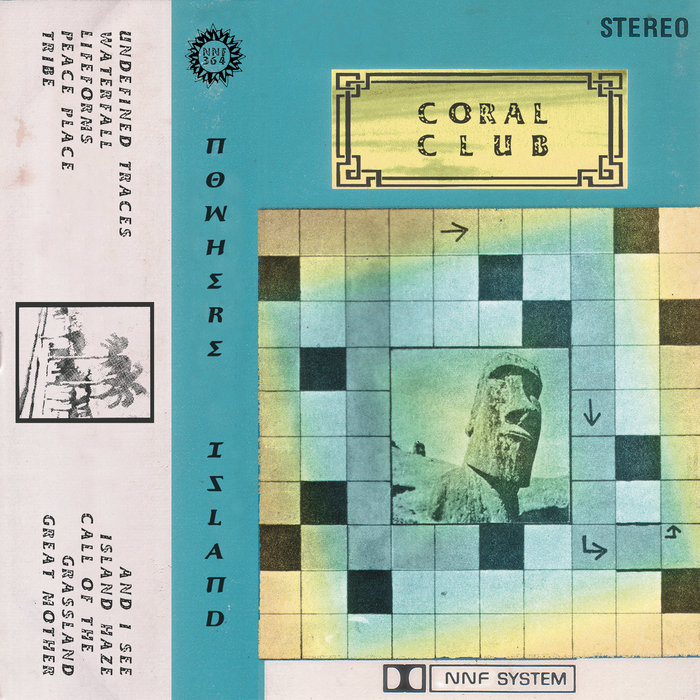 UNDEFINED TRACES
WATERFALL
LIFEFORMS
PEACE PLACE
TRIBE
AND I SEE
ISLAND HAZE
CALL OF THE
GRASSLAND
GREAT MOTHER
NNF
364
NOWHERE ISLAND
STEREO
CORAL
CLUB
NNF SYSTEM